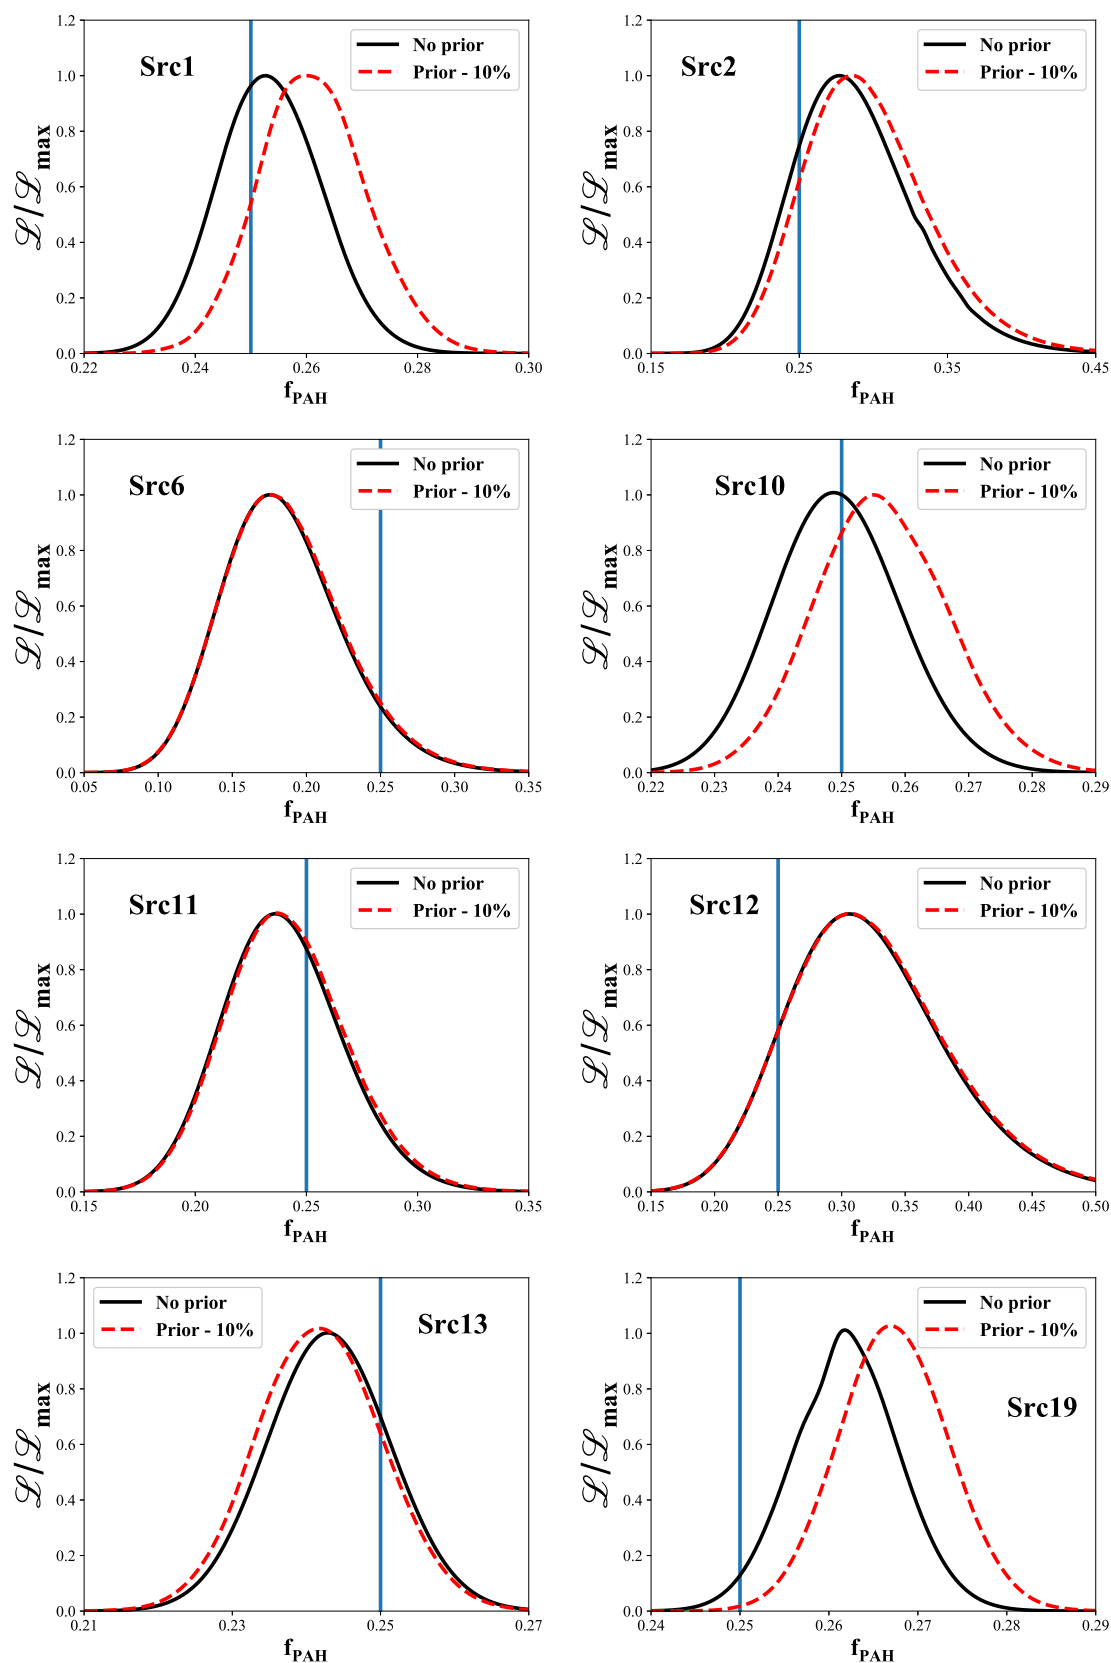 Src1
No prior
Prior - 10%
ℒ/ℒmax
1.2
1.0
0.8
0.6
0.4
0.2
0.0
0.22 0.24 0.26 0.28 0.30
fPAH
Src2
No prior
Prior - 10%
ℒ/ℒmax
1.2
1.0
0.8
0.6
0.4
0.2
0.0
0.15 0.25 0.35 0.45
fPAH
Src6
No prior
Prior - 10%
ℒ/ℒmax
1.2
1.0
0.8
0.6
0.4
0.2
0.0
0.05 0.10 0.15 0.20 0.25 0.30 0.35
fPAH
Src10
No prior
Prior - 10%
ℒ/ℒmax
1.2
1.0
0.8
0.6
0.4
0.2
0.0
0.22 0.23 0.24 0.25 0.26 0.27 0.28 0.29
fPAH
Src11
No prior
Prior - 10%
ℒ/ℒmax
1.2
1.0
0.8
0.6
0.4
0.2
0.0
0.15 0.20 0.25 0.30 0.35
fPAH
Src12
No prior
Prior - 10%
ℒ/ℒmax
1.2
1.0
0.8
0.6
0.4
0.2
0.0
0.15 0.20 0.25 0.30 0.35 0.40 0.45 0.50
fPAH
No prior
Prior - 10%
Src13
ℒ/ℒmax
1.2
1.0
0.8
0.6
0.4
0.2
0.0
0.21 0.23 0.25 0.27
fPAH
No prior
Prior - 10%
Src19
ℒ/ℒmax
1.2
1.0
0.8
0.6
0.4
0.2
0.0
0.24 0.25 0.26 0.27 0.28 0.29
fPAH